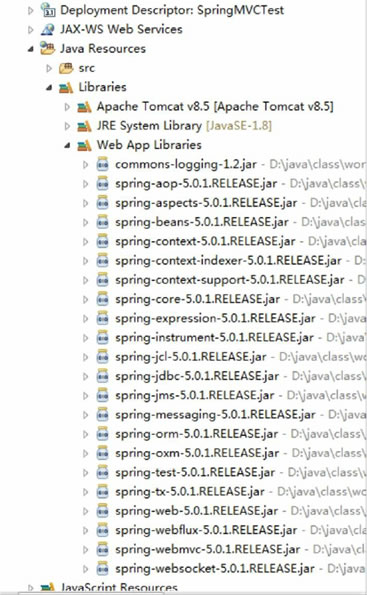 Deployment Descriptor: SpringMVCTest
JAX-WS Web Services
Java Resources
src
Libraries
Apache Tomcat v8.5 [Apache Tomcat v8.5]
JRE System Library [JavaSE-1.8]
Web App Libraries
commons-logging-1.2.jar - D:\java\class\wor
spring-aop-5.0.1.RELEASE.jar - D:\java\class\
spring-aspects-5.0.1.RELEASE.jar - D:\java\cl
spring-beans-5.0.1.RELEASE.jar - D:\java\clas
spring-context-5.0.1.RELEASE.jar - D:\java\cl
spring-context-indexer-5.0.1.RELEASE.jar - D:
spring-context-support-5.0.1.RELEASE.jar - D
spring-core-5.0.1.RELEASE.jar - D:\java\class
spring-expression-5.0.1.RELEASE.jar - D:\java
spring-instrument-5.0.1.RELEASE.jar - D:\java
spring-jcl-5.0.1.RELEASE.jar - D:\java\class\wo
spring-jdbc-5.0.1.RELEASE.jar - D:\java\class\
spring-jms-5.0.1.RELEASE.jar - D:\java\class\
spring-messaging-5.0.1.RELEASE.jar - D:\java
spring-orm-5.0.1.RELEASE.jar - D:\java\class\
spring-oxm-5.0.1.RELEASE.jar - D:\java\class\
spring-test-5.0.1.RELEASE.jar - D:\java\class\
spring-tx-5.0.1.RELEASE.jar - D:\java\class\wo
spring-web-5.0.1.RELEASE.jar - D:\java\class\
spring-webflux-5.0.1.RELEASE.jar - D:\java\cl
spring-webmvc-5.0.1.RELEASE.jar - D:\java\cl
spring-websocket-5.0.1.RELEASE.jar - D:\java
JavaScript Resources